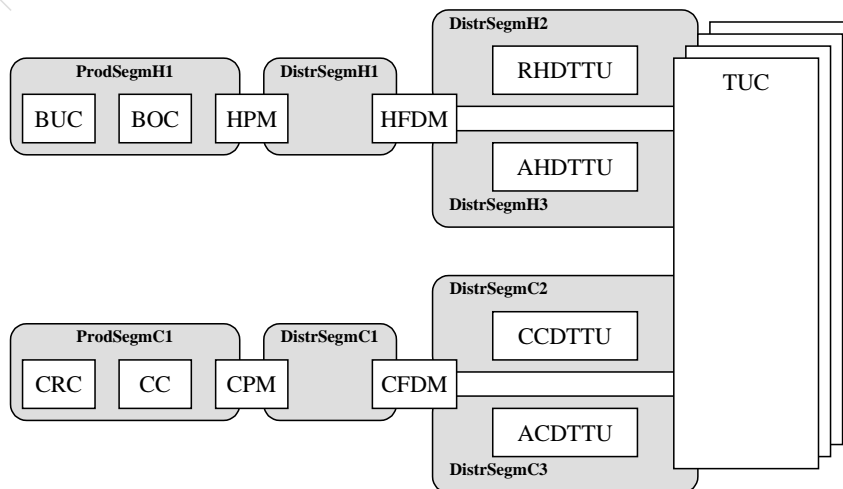 DistrSegmH2
ProdSegmH1
DistrSegmH1
RHDTTU
TUC
BUC
BOC
HPM
HFDM
AHDTTU
DistrSegmH3
DistrSegmC2
ProdSegmC1
DistrSegmC1
CCDTTU
CRC
CC
CPM
CFDM
ACDTTU
DistrSegmC3